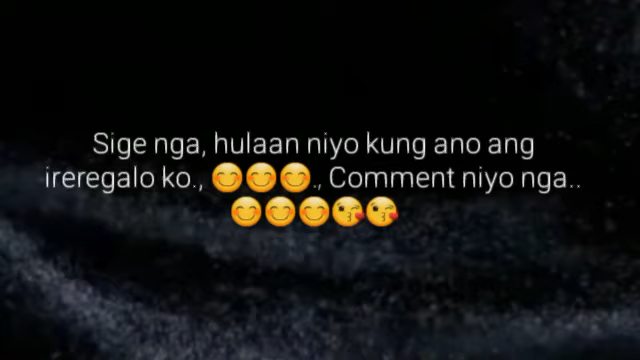 Sige nga, hulaan niyo kung ano ang
ireregalo ko., 😊😊😊., Comment niyo nga..
😊😊😊😘😘